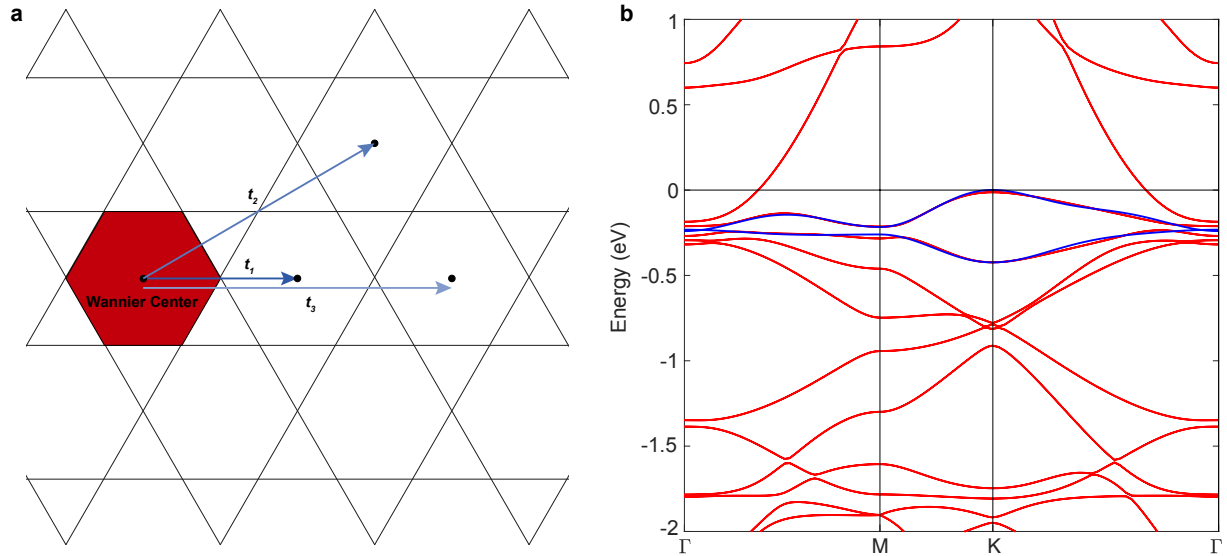 a
t2
t1
Wannier Center
t3
b
Energy (eV)
1
0.5
0
-0.5
-1
-1.5
-2
Γ
M
K
Γ